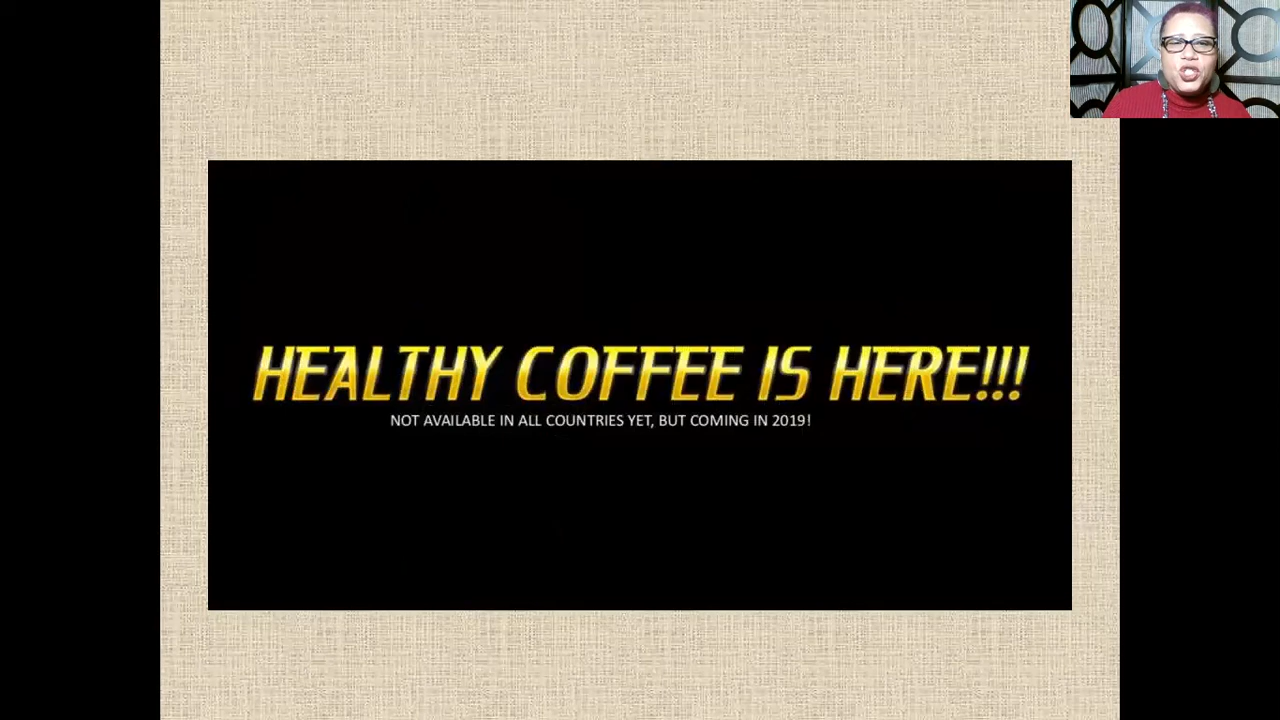 HEALTHY COFFEE IS HERE!!!
NOT AVAILABLE IN ALL COUNTRIES YET, BUT COMING IN 2019!